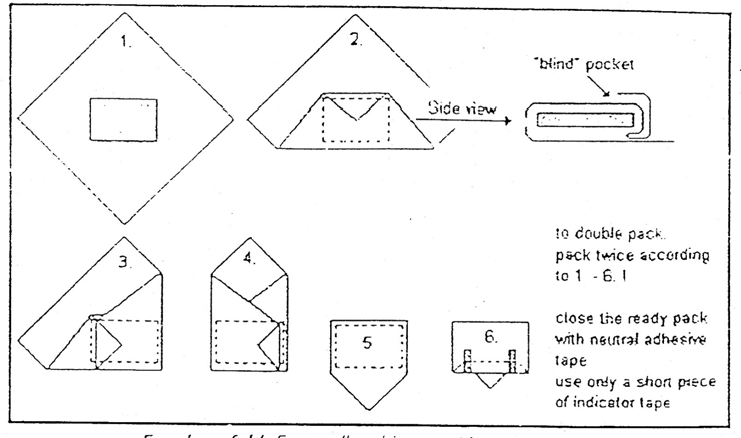 1.
2.
"blind" pocket
Side view
3.
4.
5
6.
to double pack.
pack twice according
to 1 - 6. !
close the ready pack
with neutral adhesive
tape
use only a short piece
of indicator tape